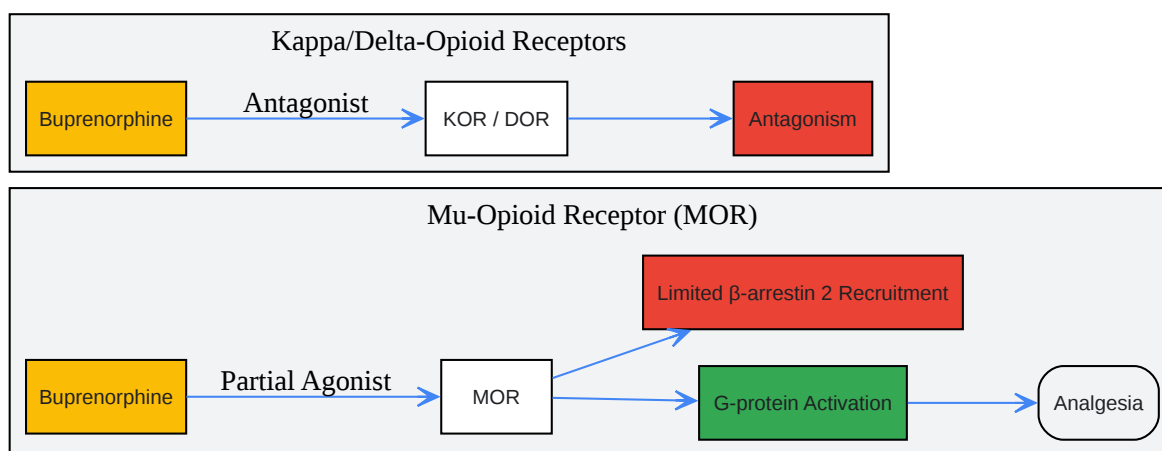 Kappa/Delta-Opioid Receptors
Buprenorphine
Antagonist
KOR / DOR
Antagonism
Mu-Opioid Receptor (MOR)
Limited β-arrestin 2 Recruitment
Buprenorphine
Partial Agonist
MOR
G-protein Activation
Analgesia